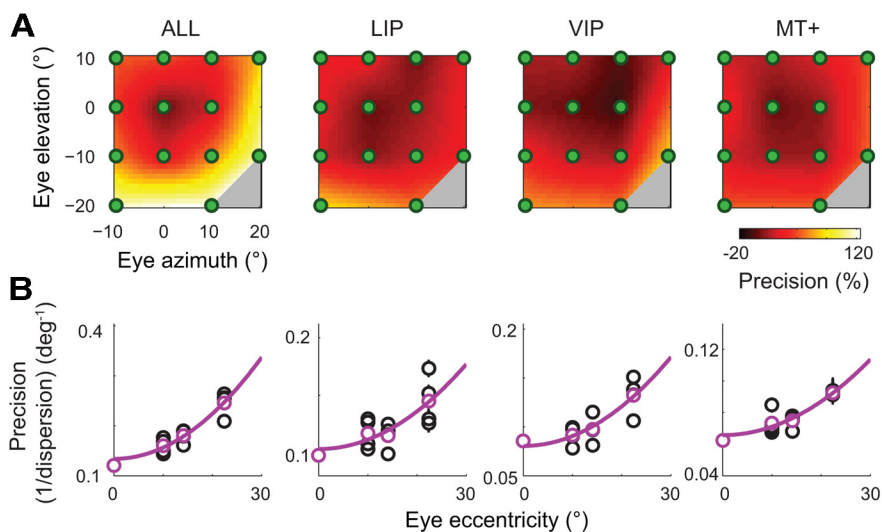 A
ALL
LIP
VIP
MT+
Eye elevation (°)
10
0
−10
−20
−10
0
10
20
Eye azimuth (°)
-20
120
Precision (%)
B
Precision
(1/dispersion) (deg⁻¹)
0.4
0.1
0
30
0.2
0.1
0
30
0.2
0.05
0
30
0.12
0.04
0
30
Eye eccentricity (°)